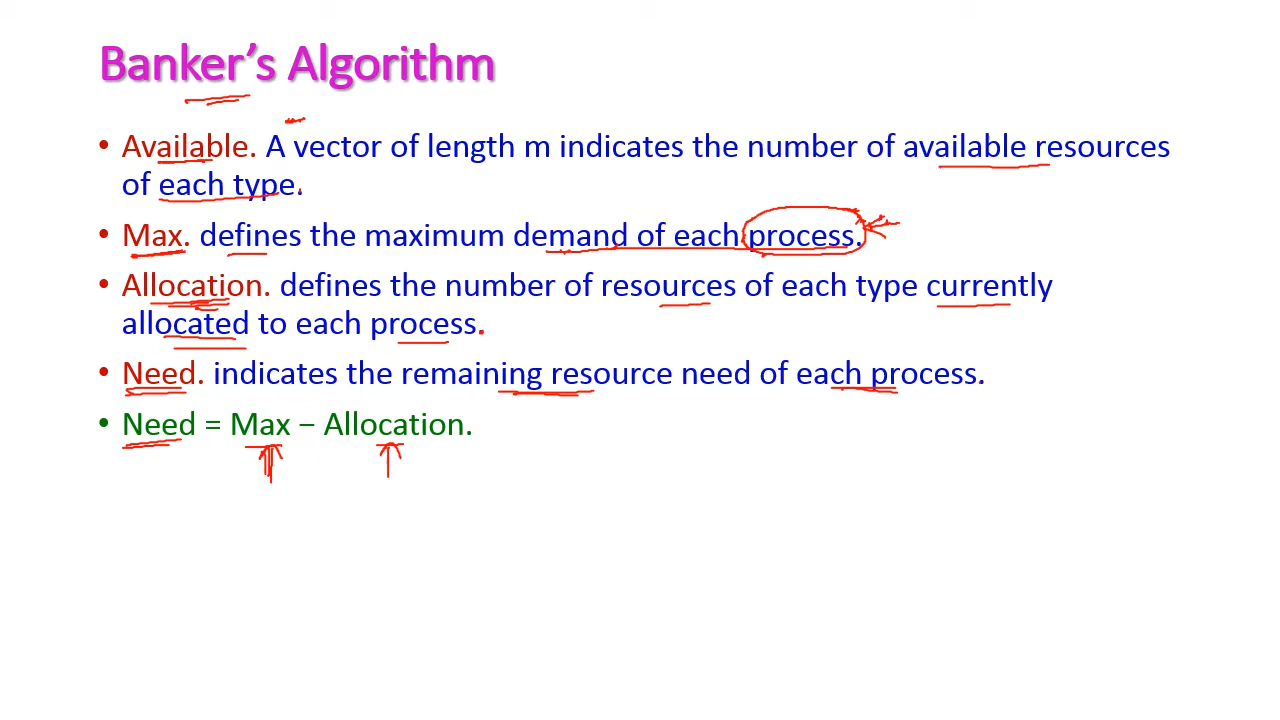 Banker's Algorithm
• Available. A vector of length m indicates the number of available resources
of each type.
• Max. defines the maximum demand of each process.
• Allocation. defines the number of resources of each type currently
allocated to each process.
• Need. indicates the remaining resource need of each process.
• Need = Max − Allocation.